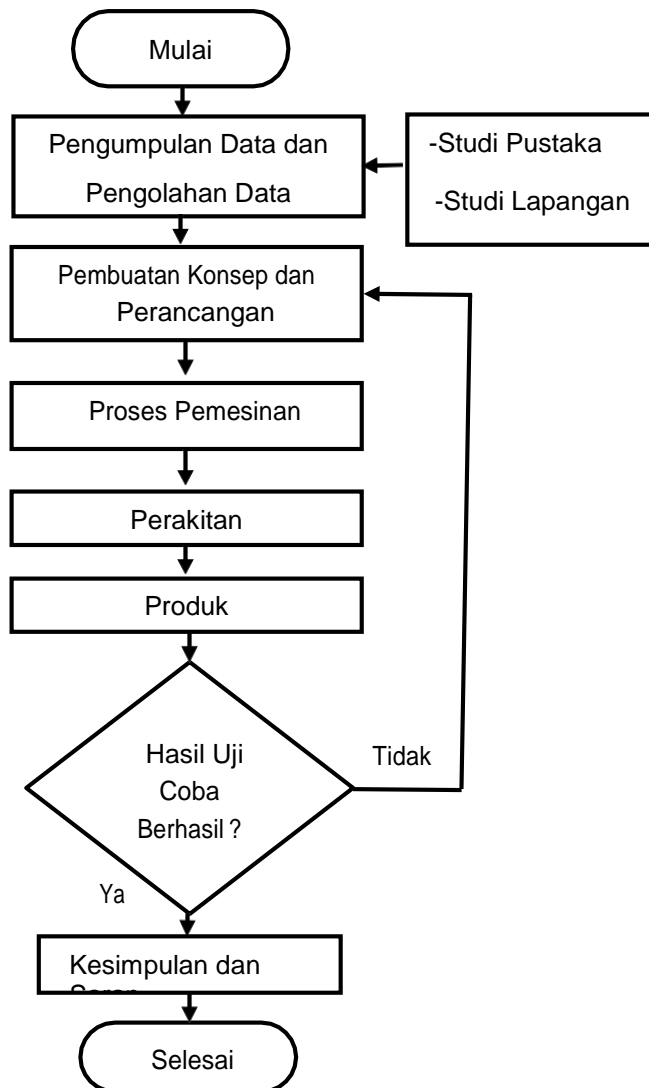 Mulai
Pengumpulan Data dan
Pengolahan Data
-Studi Pustaka
-Studi Lapangan
Pembuatan Konsep dan
Perancangan
Proses Pemesinan
Perakitan
Produk
Hasil Uji
Coba
Berhasil ?
Tidak
Ya
Kesimpulan dan
Selesai